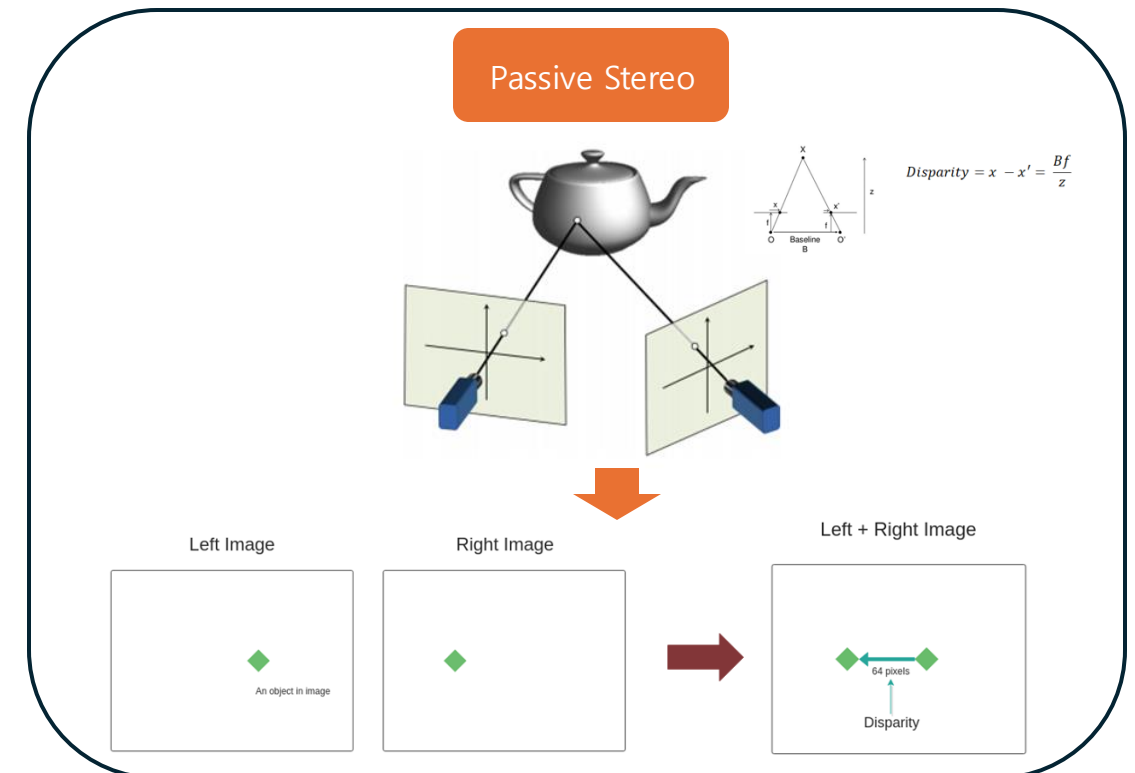 Passive Stereo
X
Disparity = x − x′ = Bf / z
z
x
x'
f
f
O
Baseline
O'
B
Left Image
Right Image
Left + Right Image
An object in image
64 pixels
Disparity